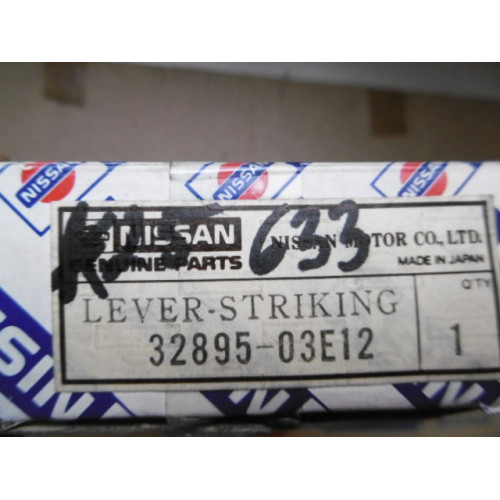 NISSAN
NISSAN
NISSAN
NISSAN NISSAN MOTOR CO., LTD.
GENUINE PARTS 633 MADE IN JAPAN
LEVER-STRIKING Q'TY
32895-03E12 1